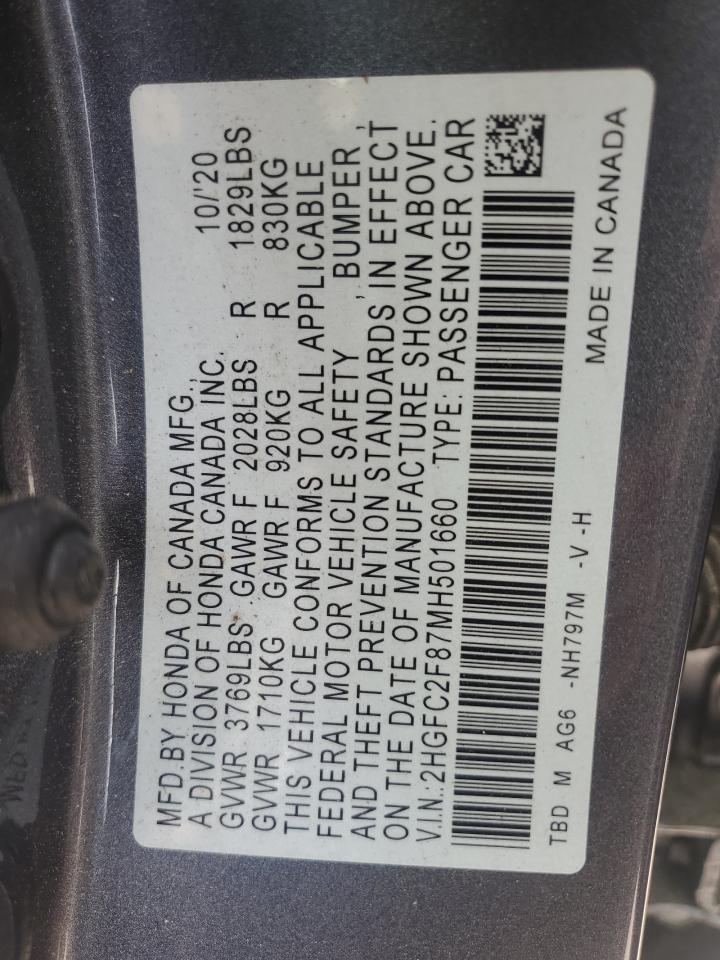 MFD.BY HONDA OF CANADA MFG., 10/'20
A DIVISION OF HONDA CANADA INC.
GVWR 3769LBS GAWR F 2028LBS R 1829LBS
GVWR 1710KG GAWR F 920KG R 830KG
THIS VEHICLE CONFORMS TO ALL APPLICABLE
FEDERAL MOTOR VEHICLE SAFETY , BUMPER ,
AND THEFT PREVENTION STANDARDS IN EFFECT
ON THE DATE OF MANUFACTURE SHOWN ABOVE.
V.I.N.:2HGFC2F87MH501660 TYPE: PASSENGER CAR
TBD M AG6 -NH797M -V -H MADE IN CANADA